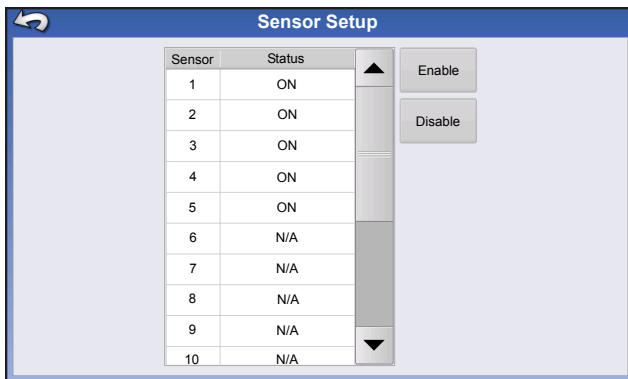 Sensor Setup
Sensor Status
1 ON
2 ON
3 ON
4 ON
5 ON
6 N/A
7 N/A
8 N/A
9 N/A
10 N/A
Enable
Disable